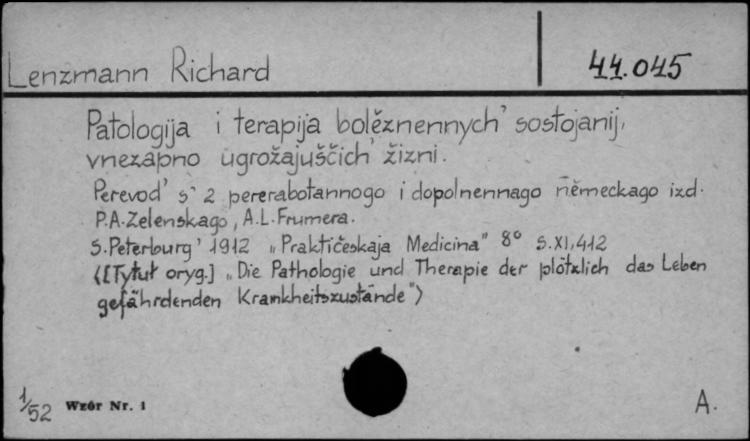 Lenzmann Richard
44.045
Patologija i terapija bolěznennych' sostojanij,
vnezapno ugrožajuščich' žizni.
Perevod' s' 2 pererabotannogo i dopolnennago německago izd.
P.A. Zelenskago, A.L. Frumera.
S. Peterburg' 1912 „Praktičeskaja Medicina" 8° S. XI, 412
⟨[Tytuł oryg.] „Die Pathologie und Therapie der plötzlich das Leben
gefährdenden Krankheitszustände"⟩
1/52 Wzór Nr. 1
A.